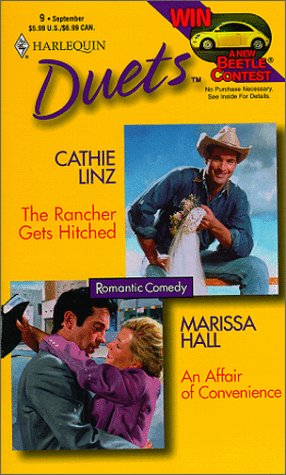 9 • September
$5.99 U.S./$6.99 CAN.
HARLEQUIN
Duets™
WIN
A NEW
BEETLE®
CONTEST
No Purchase Necessary.
See Inside For Details.
CATHIE
LINZ
The Rancher
Gets Hitched
Romantic Comedy
MARISSA
HALL
An Affair
of Convenience